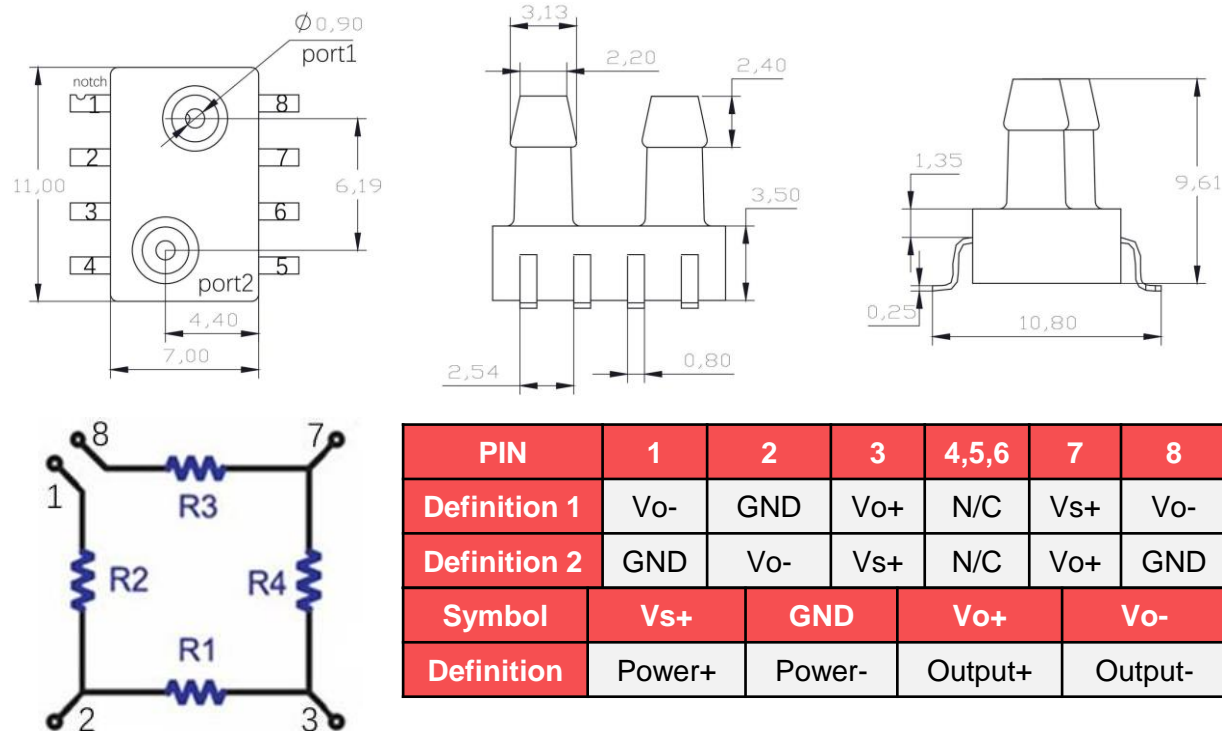 Ø0,90
port1
3,13
2,20
2,40
notch
1
8
2
7
3
6
4
5
11,00
6,19
port2
4,40
7,00
3,50
2,54
0,80
1,35
9,61
0,25
10,80
8
7
1
R3
R2
R4
R1
2
3
PIN 1 2 3 4,5,6 7 8
Definition 1 Vo- GND Vo+ N/C Vs+ Vo-
Definition 2 GND Vo- Vs+ N/C Vo+ GND
Symbol Vs+ GND Vo+ Vo-
Definition Power+ Power- Output+ Output-